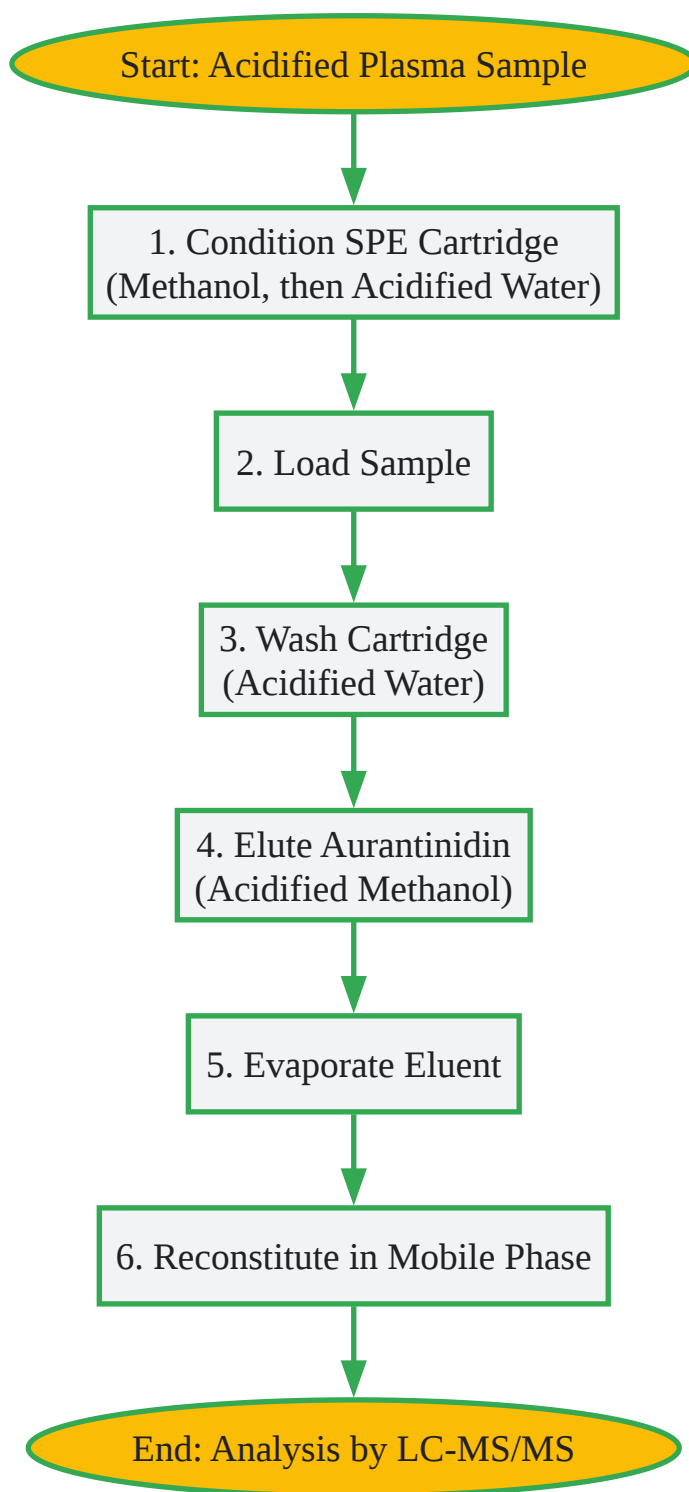 Start: Acidified Plasma Sample
1. Condition SPE Cartridge
(Methanol, then Acidified Water)
2. Load Sample
3. Wash Cartridge
(Acidified Water)
4. Elute Aurantinidin
(Acidified Methanol)
5. Evaporate Eluent
6. Reconstitute in Mobile Phase
End: Analysis by LC-MS/MS